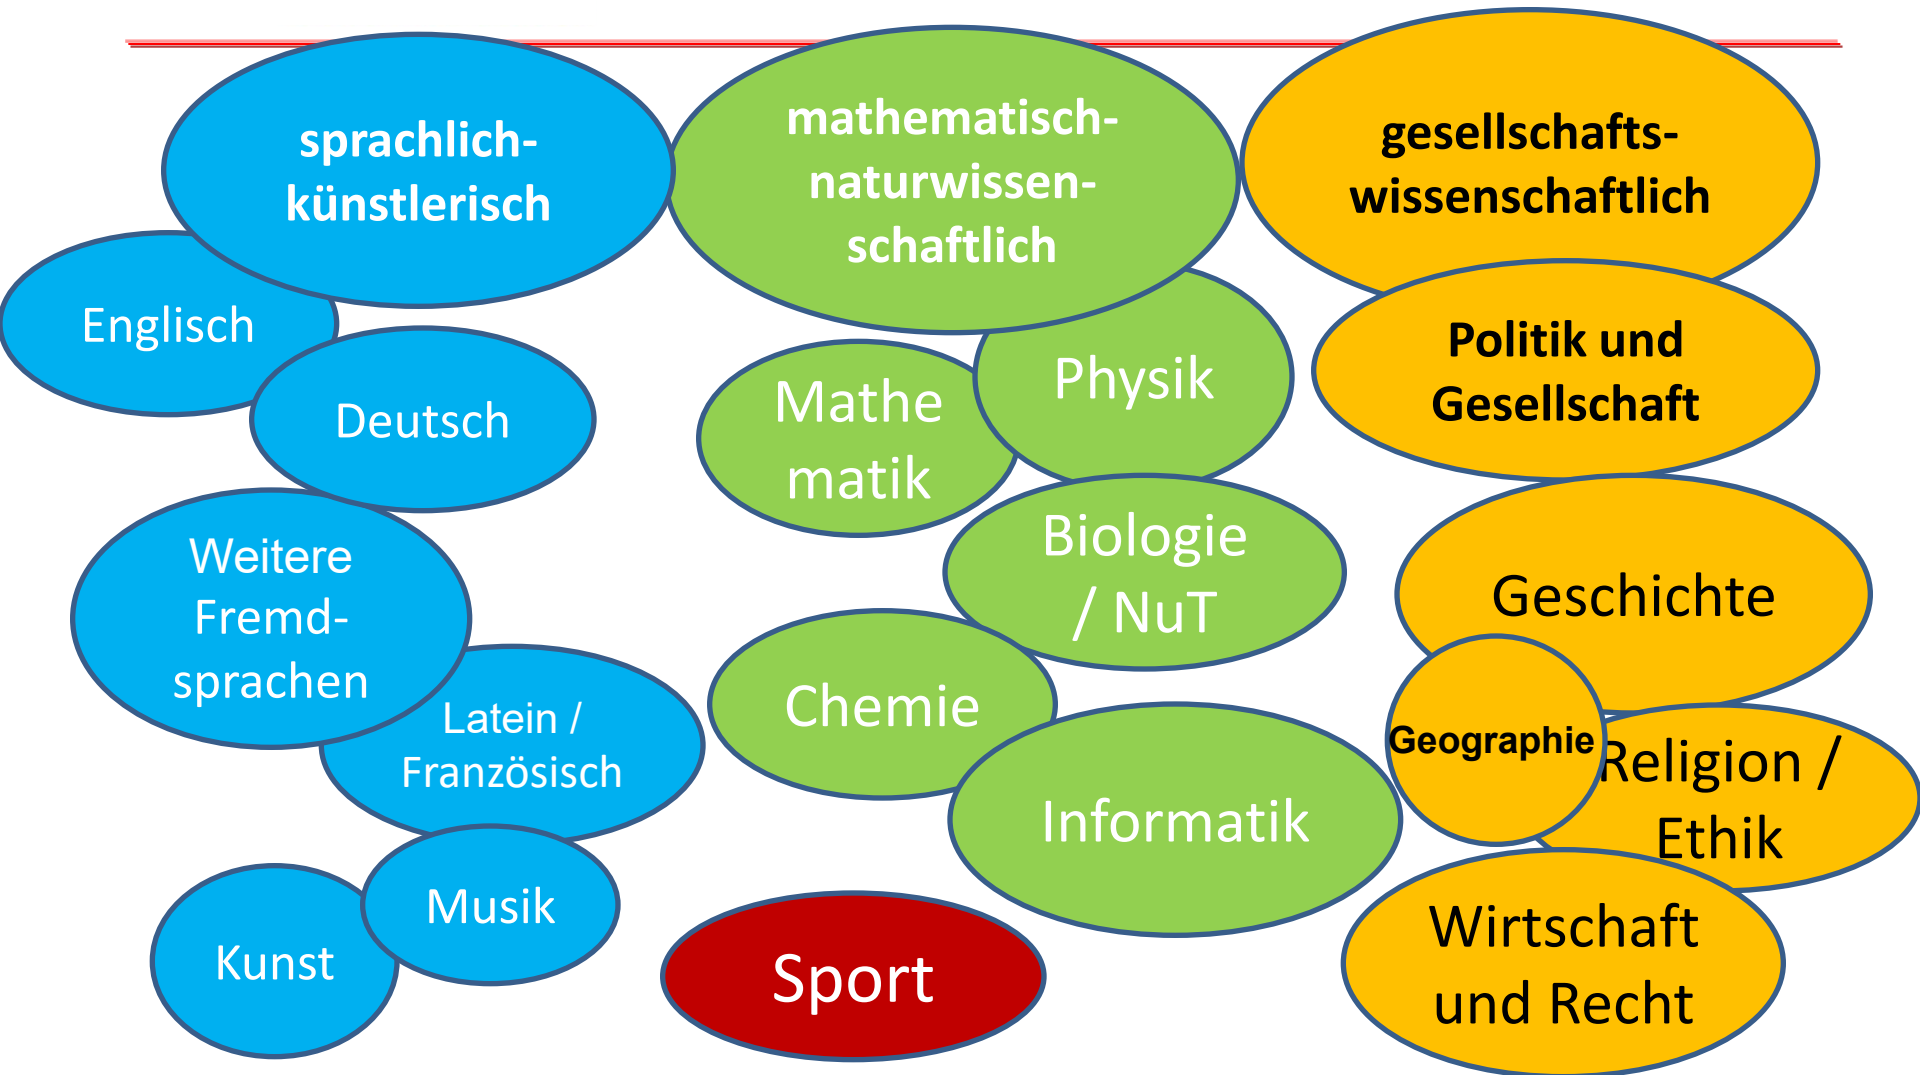 sprachlich-
künstlerisch
Englisch
Deutsch
Weitere
Fremd-
sprachen
Latein /
Französisch
Musik
Kunst
mathematisch-
naturwissen-
schaftlich
Physik
Mathe
matik
Biologie
/ NuT
Chemie
Informatik
Sport
gesellschafts-
wissenschaftlich
Politik und
Gesellschaft
Geschichte
Geographie
Religion /
Ethik
Wirtschaft
und Recht